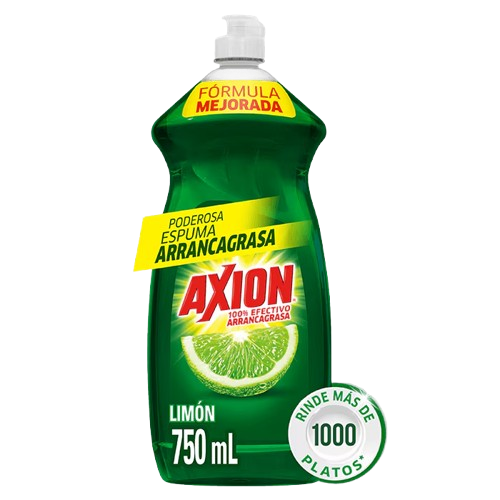 FÓRMULA
MEJORADA
PODEROSA
ESPUMA
ARRANCAGRASA
AXION
100% EFECTIVO
ARRANCAGRASA
LIMÓN
750 mL
RINDE MÁS DE
1000
PLATOS*